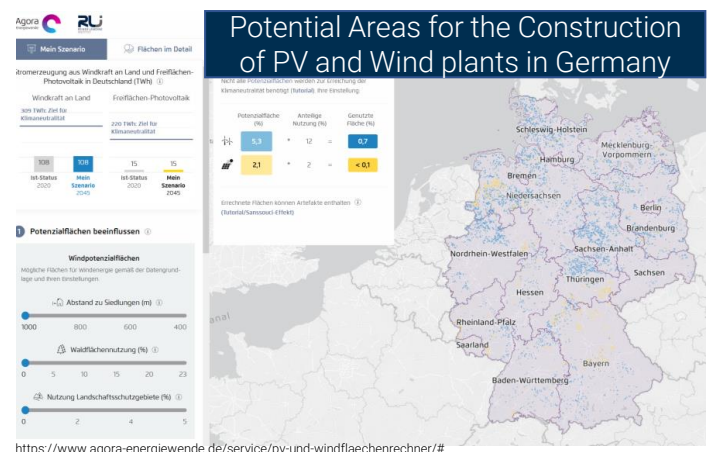 Agora
Energiewende
RLI
Potential Areas for the Construction
of PV and Wind plants in Germany
Mein Szenario
Flächen im Detail
Stromerzeugung aus Windkraft an Land und Freiflächen-
Photovoltaik in Deutschland (TWh)
Windkraft an Land
Freiflächen-Photovoltaik
309 TWh: Ziel für
Klimaneutralität
220 TWh: Ziel für
Klimaneutralität
108
108
15
15
Ist-Status
2020
Mein
Szenario
2045
Ist-Status
2020
Mein
Szenario
2045
1 Potenzialflächen beeinflussen
Windpotenzialflächen
Mögliche Flächen für Windenergie gemäß der Datengrund-
lage und Ihren Einstellungen.
Abstand zu Siedlungen (m)
1000 800 600 400
Waldflächennutzung (%)
0 5 10 15 20 23
Nutzung Landschaftsschutzgebiete (%)
0 2 4 5
Nicht alle Potenzialflächen werden zur Erreichung der
Klimaneutralität benötigt (Tutorial). Ihre Einstellung:
Potenzialfläche
(%)
Anteilige
Nutzung (%)
Genutzte
Fläche (%)
5,3 * 12 = 0,7
2,1 * 2 = < 0,1
Errechnete Flächen können Artefakte enthalten
(Tutorial/Sanssouci-Effekt)
Schleswig-Holstein
Mecklenburg-
Vorpommern
Hamburg
Bremen
Niedersachsen
Berlin
Brandenburg
Sachsen-Anhalt
Nordrhein-Westfalen
Sachsen
Thüringen
Hessen
Rheinland-Pfalz
Saarland
Bayern
Baden-Württemberg
anal
https://www.agora-energiewende.de/service/pv-und-windflaechenrechner/#